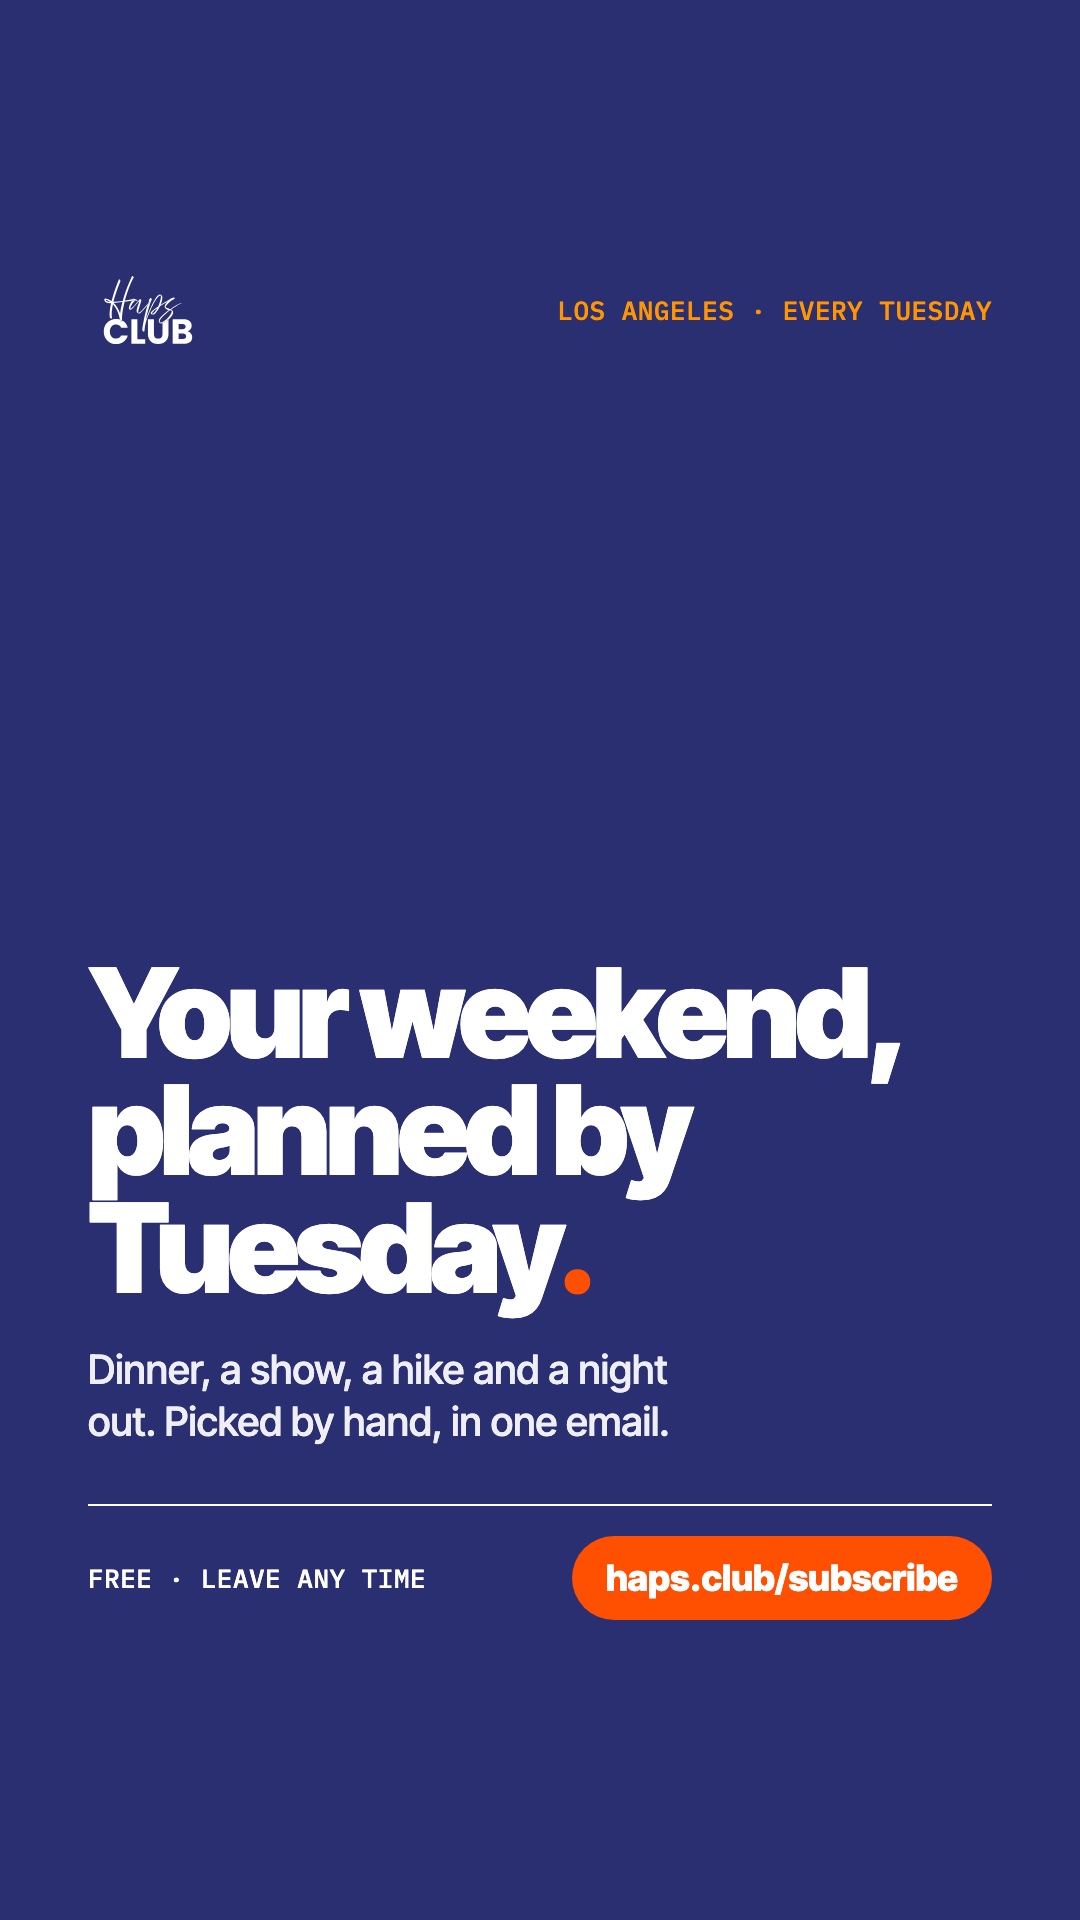 Haps
CLUB
LOS ANGELES · EVERY TUESDAY
Your weekend,
planned by
Tuesday.
Dinner, a show, a hike and a night
out. Picked by hand, in one email.
FREE · LEAVE ANY TIME
haps.club/subscribe